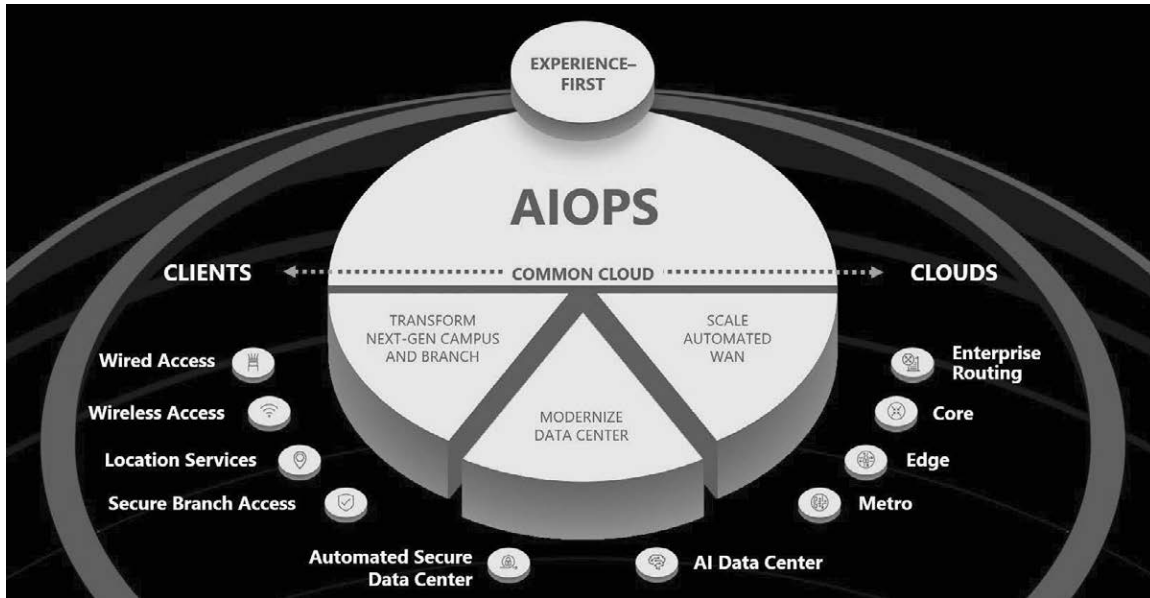 EXPERIENCE–
FIRST
AIOPS
CLIENTS
COMMON CLOUD
CLOUDS
TRANSFORM
NEXT-GEN CAMPUS
AND BRANCH
SCALE
AUTOMATED
WAN
MODERNIZE
DATA CENTER
Wired Access
Wireless Access
Location Services
Secure Branch Access
Automated Secure
Data Center
AI Data Center
Enterprise
Routing
Core
Edge
Metro